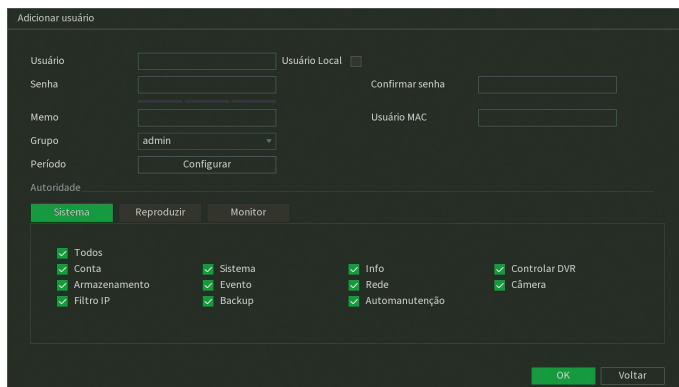 Adicionar usuário
Usuário Usuário Local
Senha Confirmar senha
Memo Usuário MAC
Grupo admin
Período Configurar
Autoridade
Sistema Reproduzir Monitor
Todos
Conta Sistema Info Controlar DVR
Armazenamento Evento Rede Câmera
Filtro IP Backup Automanutenção
OK Voltar